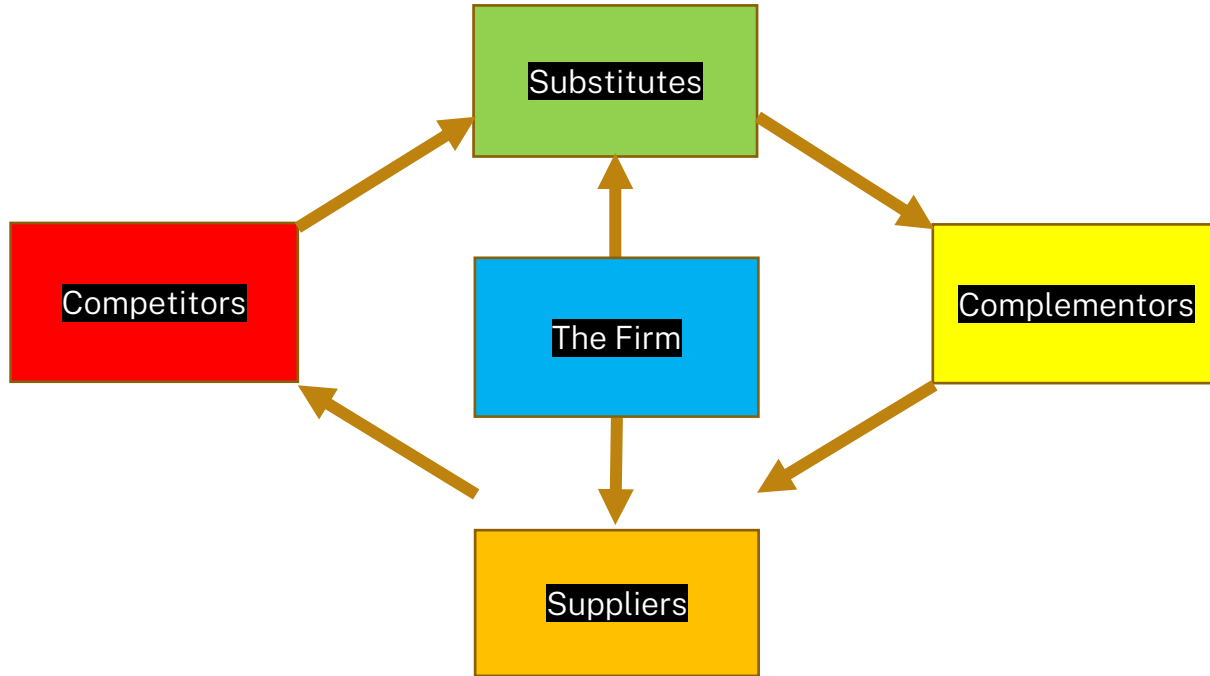 Substitutes
Competitors
The Firm
Complementors
Suppliers